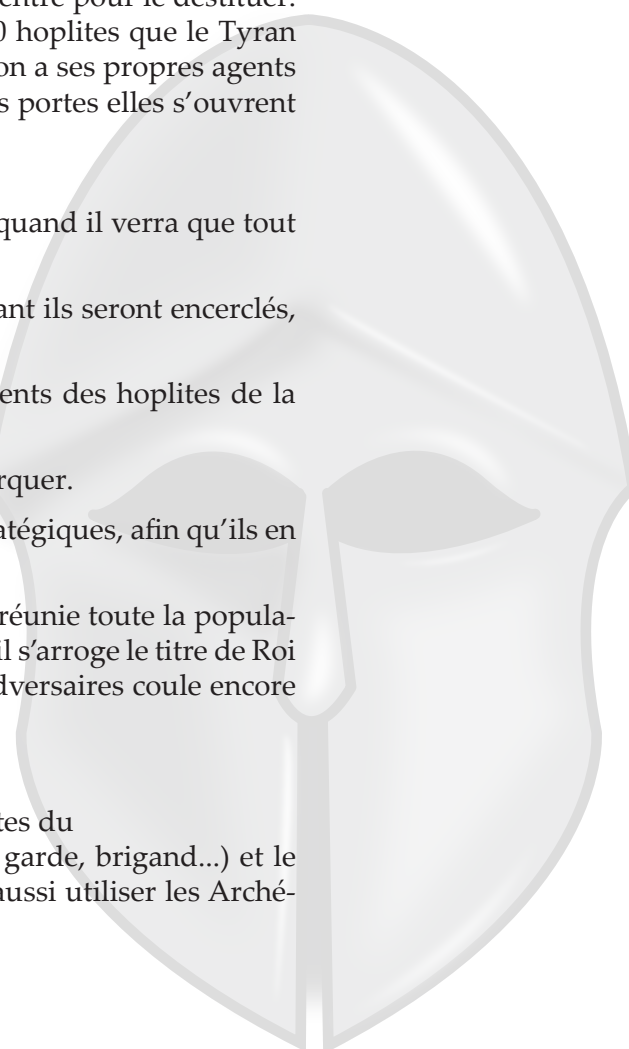 entre pour le destituer.
0 hoplites que le Tyran
on a ses propres agents
s portes elles s’ouvrent
quand il verra que tout
ant ils seront encerclés,
ents des hoplites de la
rquer.
atégiques, afin qu’ils en
réunie toute la popula-
il s’arroge le titre de Roi
dversaires coule encore
tes du
garde, brigand...) et le
aussi utiliser les Arché-